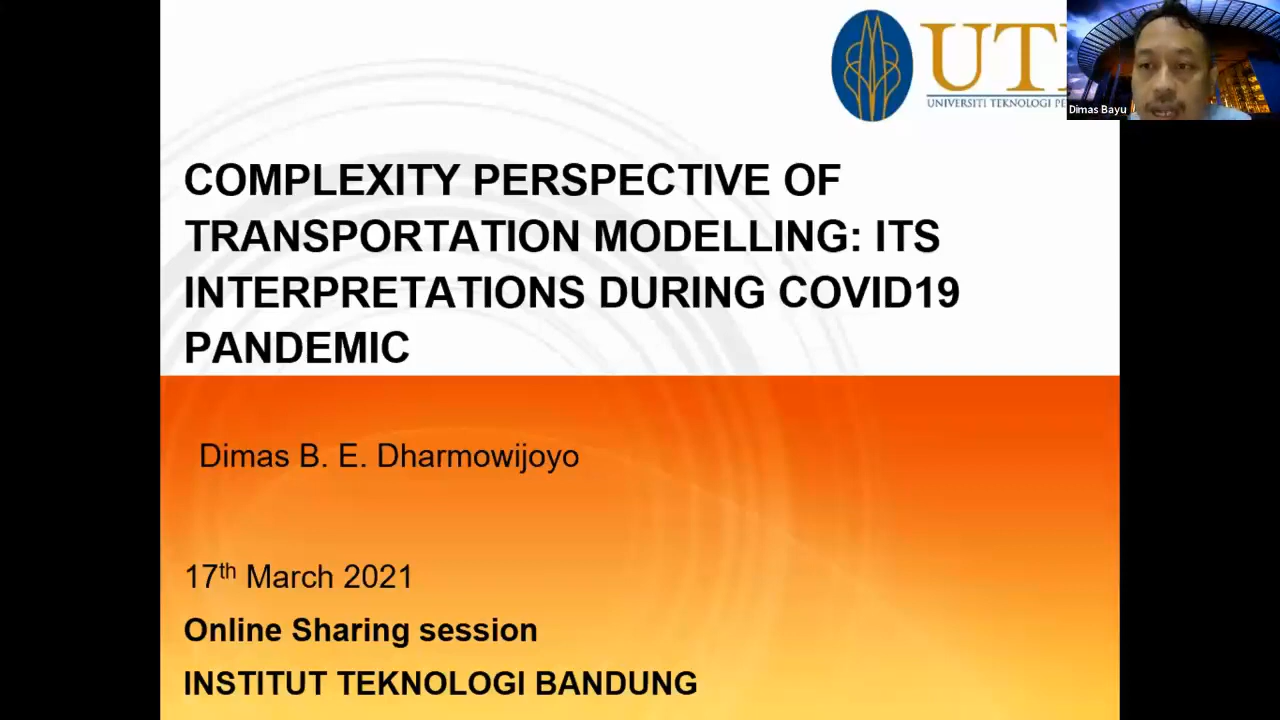 UT
UNIVERSITI TEKNOLOGI
Dimas Bayu
COMPLEXITY PERSPECTIVE OF
TRANSPORTATION MODELLING: ITS
INTERPRETATIONS DURING COVID19
PANDEMIC
Dimas B. E. Dharmowijoyo
17th March 2021
Online Sharing session
INSTITUT TEKNOLOGI BANDUNG